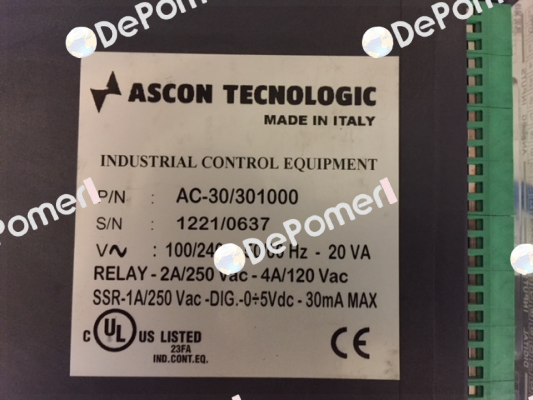 DePomerl
DePomerl
ASCON TECNOLOGIC
MADE IN ITALY
INDUSTRIAL CONTROL EQUIPMENT
P/N : AC-30/301000
S/N : 1221/0637
V : 100/240 Hz - 20 VA
RELAY - 2A/250 Vac - 4A/120 Vac
SSR-1A/250 Vac -DIG.-0÷5Vdc - 30mA MAX
C UL US LISTED
23FA
IND.CONT.EQ.
CE
DePomerl
DePomerl